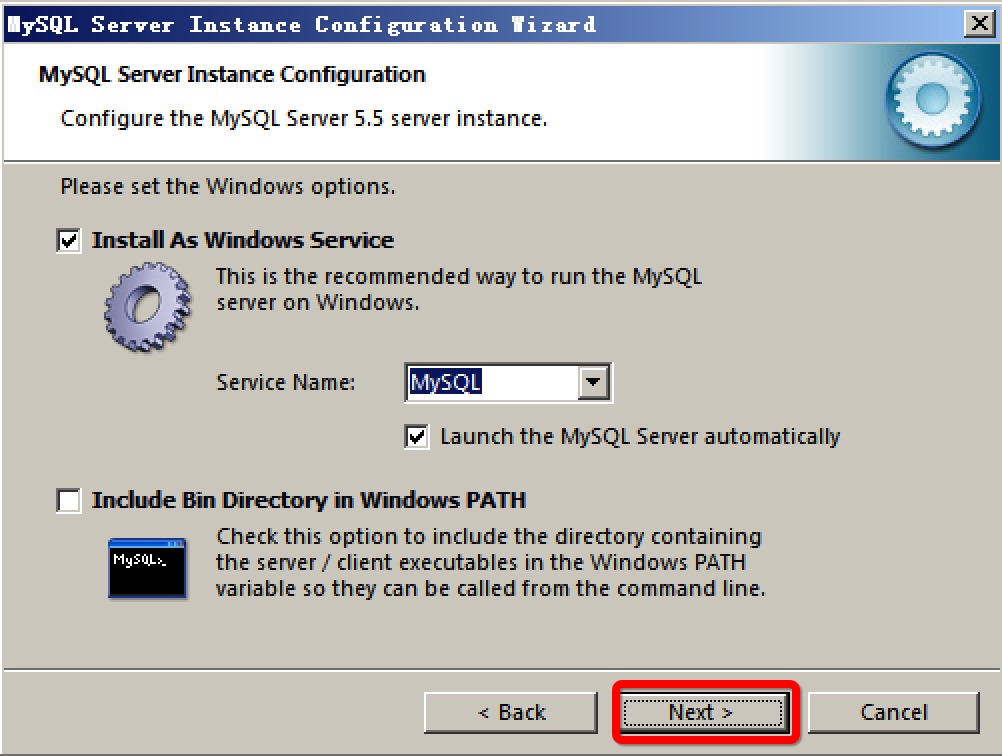 MySQL Server Instance Configuration Wizard
MySQL Server Instance Configuration
Configure the MySQL Server 5.5 server instance.
Please set the Windows options.
Install As Windows Service
This is the recommended way to run the MySQL
server on Windows.
Service Name: MySQL
Launch the MySQL Server automatically
Include Bin Directory in Windows PATH
MySQL>_
Check this option to include the directory containing
the server / client executables in the Windows PATH
variable so they can be called from the command line.
< Back Next > Cancel